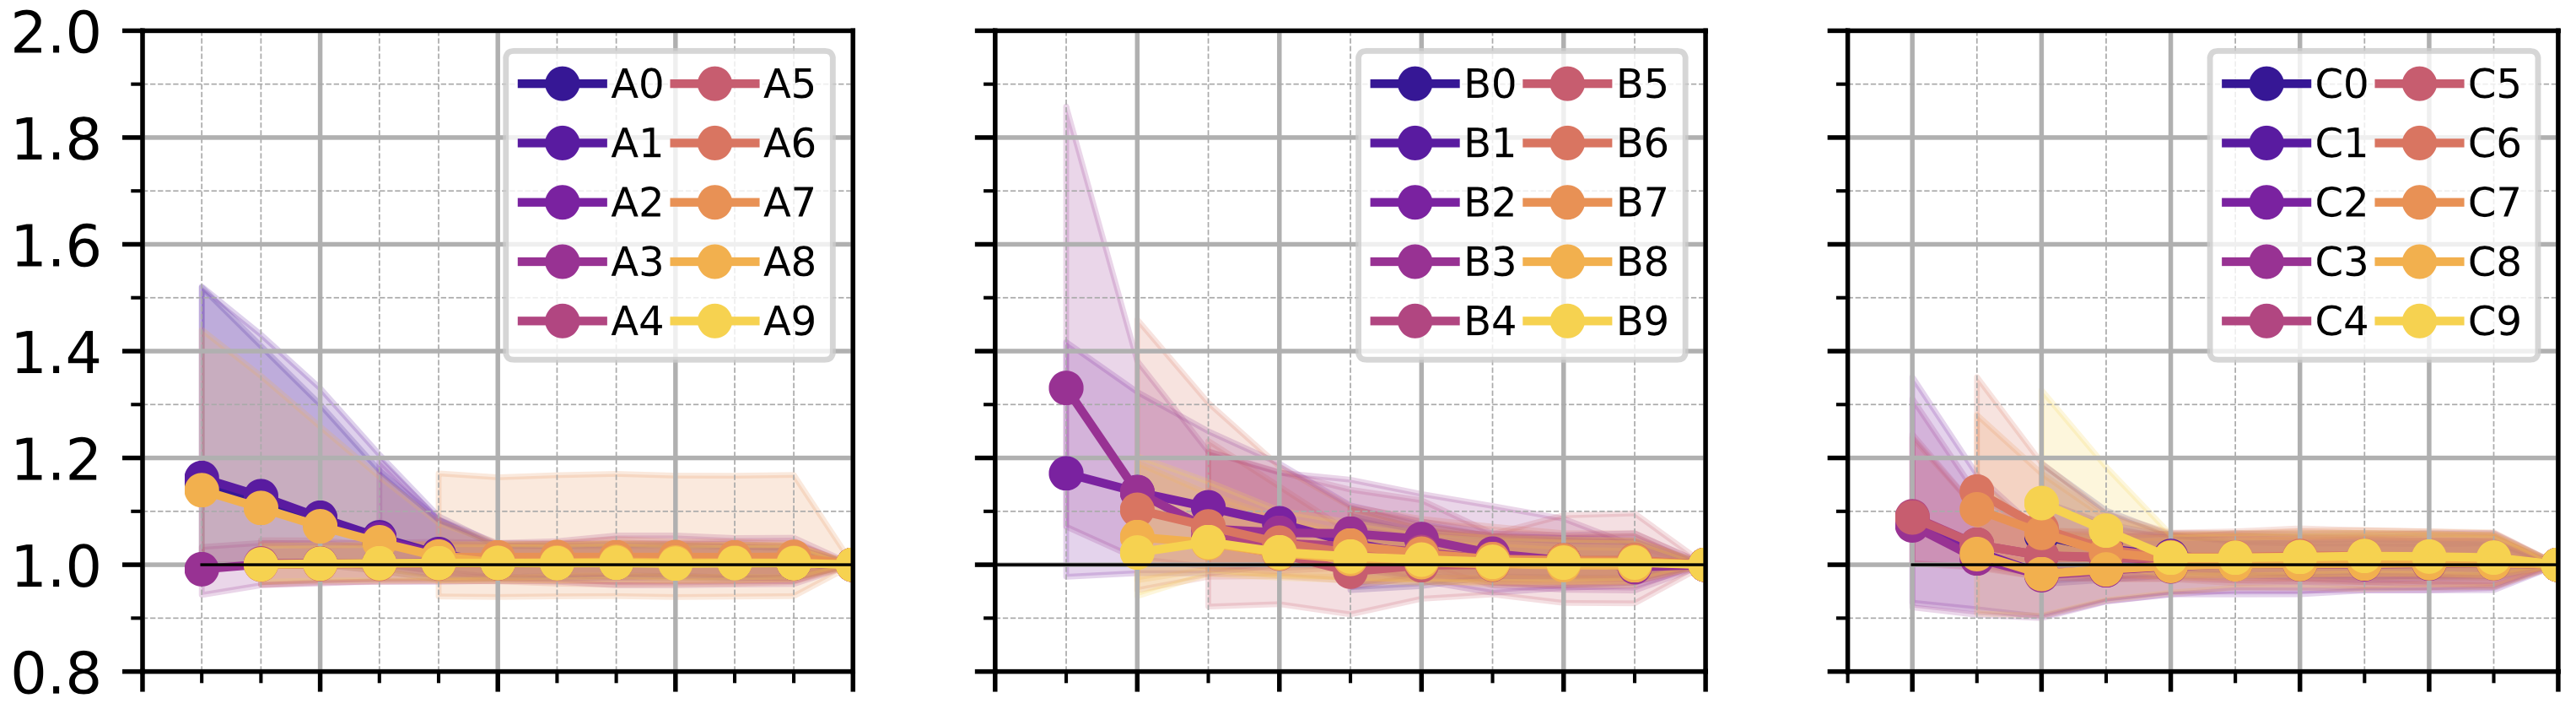 2.0
1.8
1.6
1.4
1.2
1.0
0.8
A0 A5
A1 A6
A2 A7
A3 A8
A4 A9
B0 B5
B1 B6
B2 B7
B3 B8
B4 B9
C0 C5
C1 C6
C2 C7
C3 C8
C4 C9